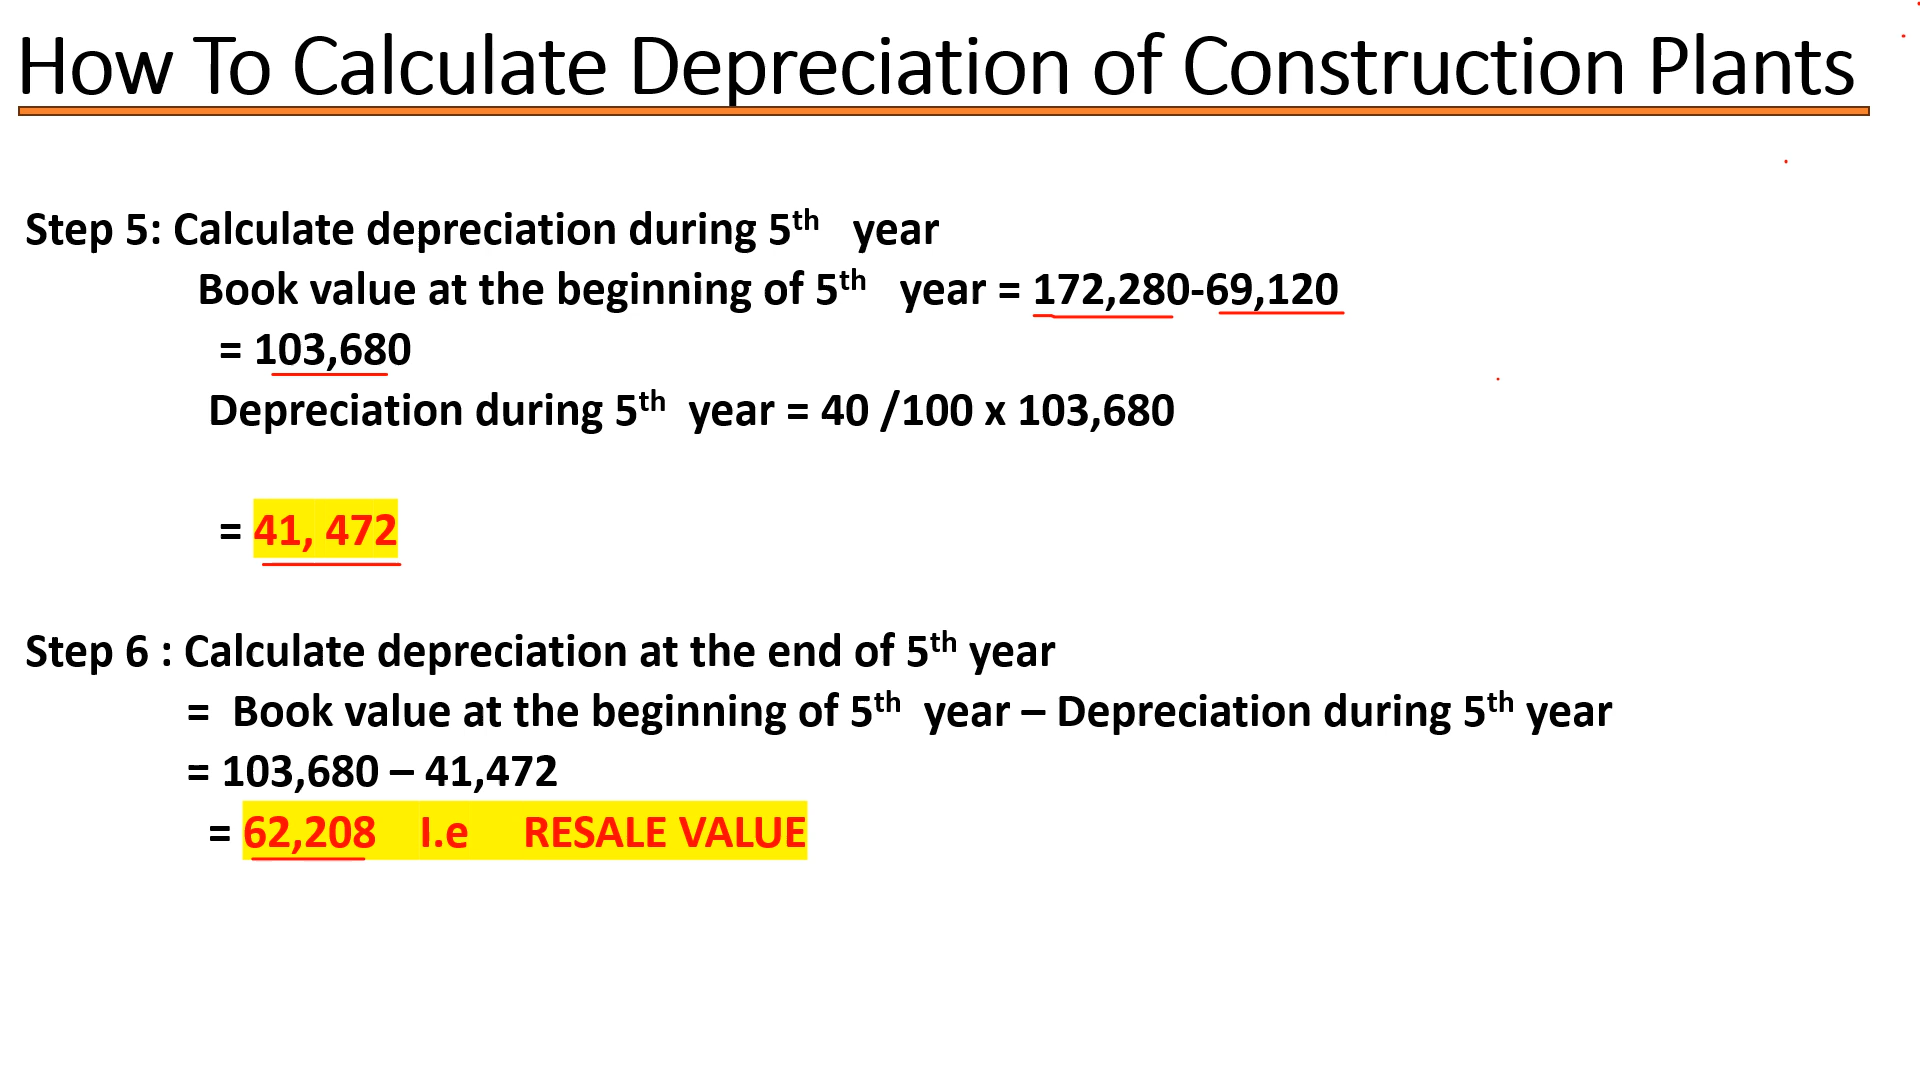 How To Calculate Depreciation of Construction Plants
Step 5: Calculate depreciation during 5th year
Book value at the beginning of 5th year = 172,280-69,120
= 103,680
Depreciation during 5th year = 40 /100 x 103,680
= 41, 472
Step 6 : Calculate depreciation at the end of 5th year
= Book value at the beginning of 5th year – Depreciation during 5th year
= 103,680 – 41,472
= 62,208 I.e RESALE VALUE